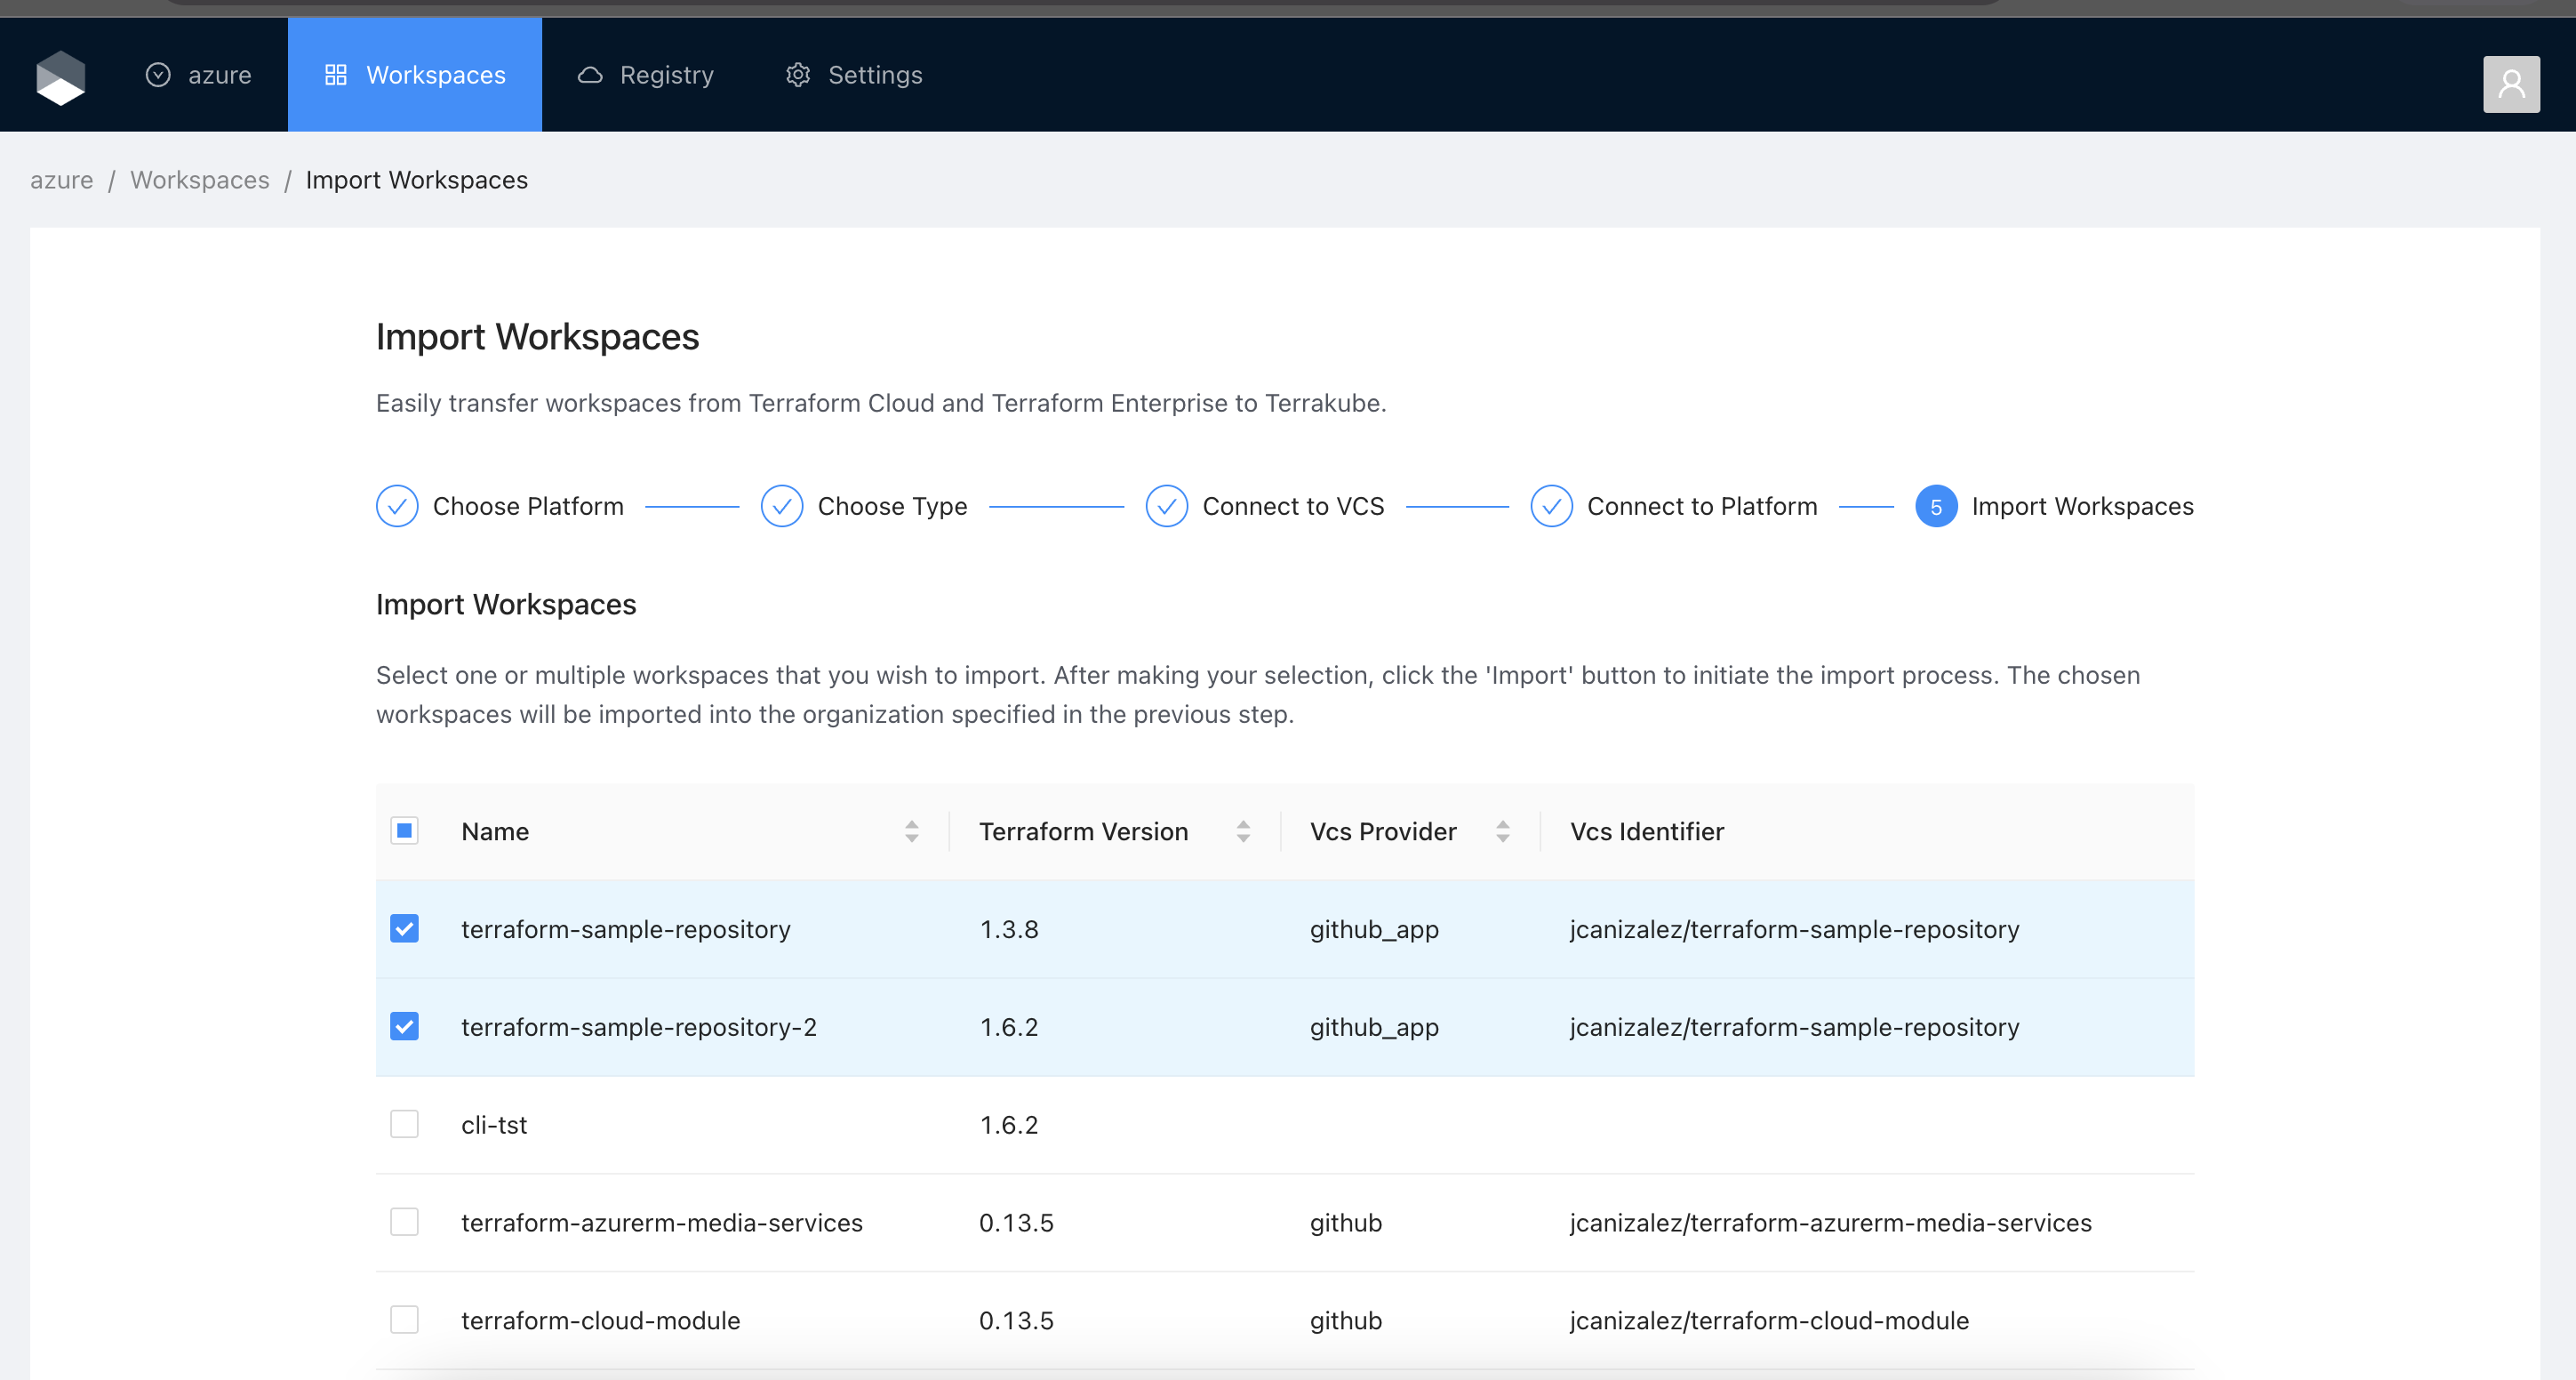 azure Workspaces Registry Settings
azure / Workspaces / Import Workspaces
Import Workspaces
Easily transfer workspaces from Terraform Cloud and Terraform Enterprise to Terrakube.
Choose Platform Choose Type Connect to VCS Connect to Platform 5 Import Workspaces
Import Workspaces
Select one or multiple workspaces that you wish to import. After making your selection, click the 'Import' button to initiate the import process. The chosen
workspaces will be imported into the organization specified in the previous step.
Name Terraform Version Vcs Provider Vcs Identifier
terraform-sample-repository 1.3.8 github_app jcanizalez/terraform-sample-repository
terraform-sample-repository-2 1.6.2 github_app jcanizalez/terraform-sample-repository
cli-tst 1.6.2
terraform-azurerm-media-services 0.13.5 github jcanizalez/terraform-azurerm-media-services
terraform-cloud-module 0.13.5 github jcanizalez/terraform-cloud-module